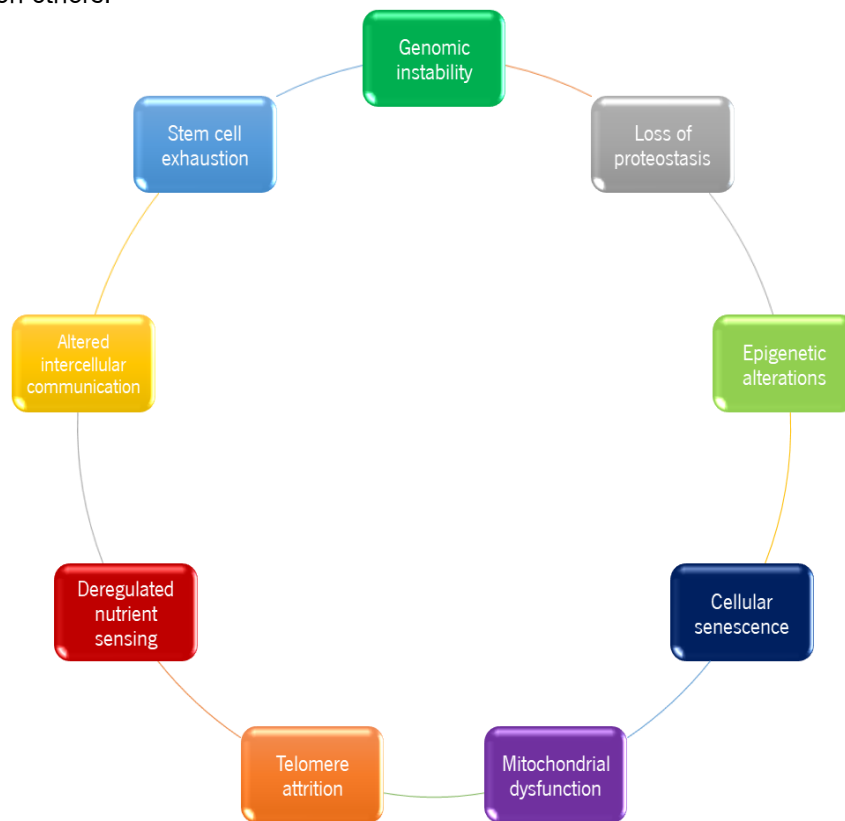 others.
Genomic
instability
Loss of
proteostasis
Epigenetic
alterations
Cellular
senescence
Mitochondrial
dysfunction
Telomere
attrition
Deregulated
nutrient
sensing
Altered
intercellular
communication
Stem cell
exhaustion